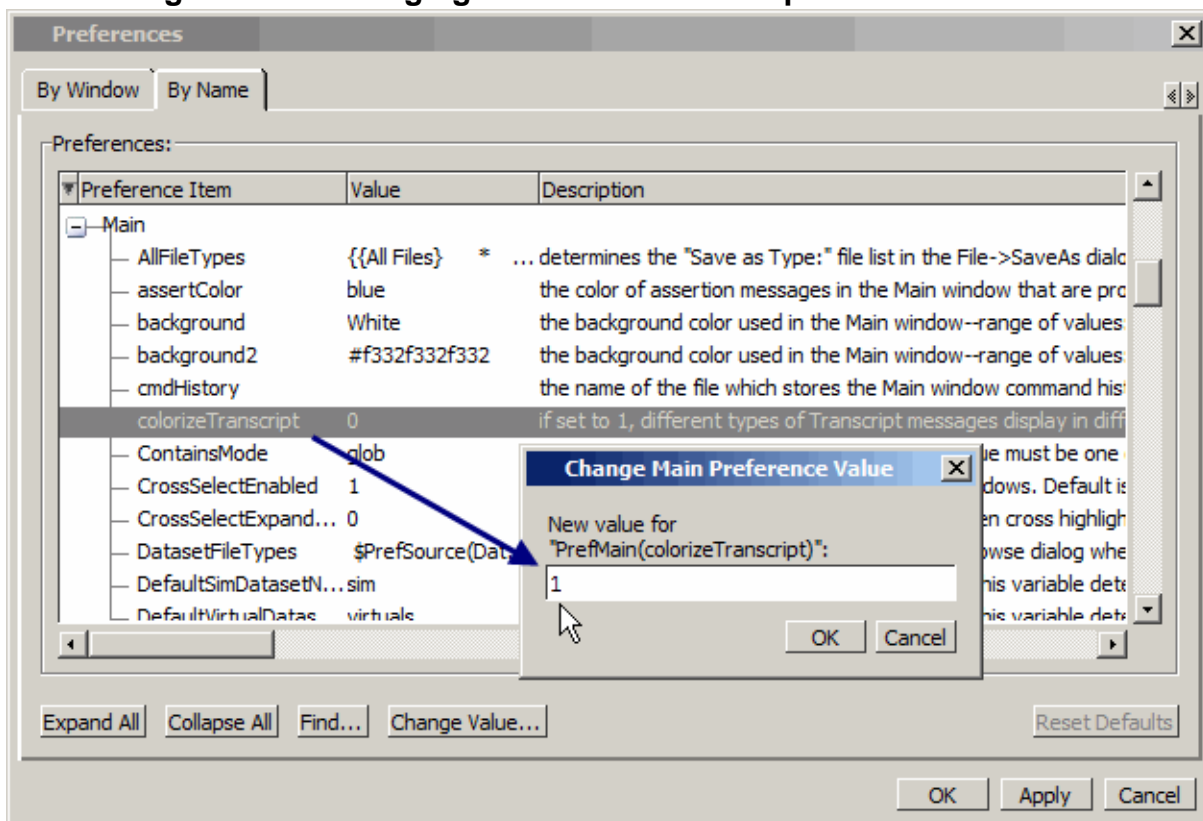 Preferences
By Window By Name
Preferences:
Preference Item Value Description
Main
AllFileTypes {{All Files} * ... determines the "Save as Type:" file list in the File->SaveAs dialo
assertColor blue the color of assertion messages in the Main window that are pro
background White the background color used in the Main window--range of values:
background2 #f332f332f332 the background color used in the Main window--range of values:
cmdHistory the name of the file which stores the Main window command his
colorizeTranscript 0 if set to 1, different types of Transcript messages display in diff
ContainsMode glob ue must be one
CrossSelectEnabled 1 dows. Default is
CrossSelectExpand... 0 en cross highligh
DatasetFileTypes $PrefSource(Dat owse dialog whe
DefaultSimDatasetN... sim his variable dete
DefaultVirtualDatas virtuals his variable dete
Change Main Preference Value
New value for
"PrefMain(colorizeTranscript)":
1
OK Cancel
Expand All Collapse All Find... Change Value... Reset Defaults
OK Apply Cancel